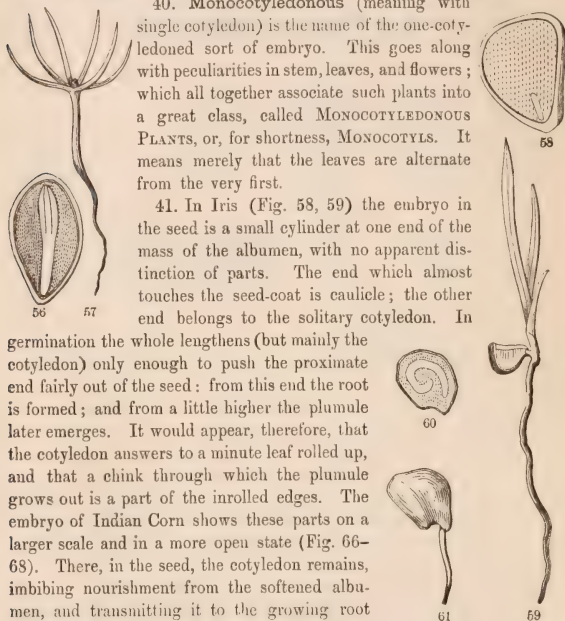 40. Monocotyledonous (meaning with
single cotyledon) is the name of the one-coty-
ledoned sort of embryo. This goes along
with peculiarities in stem, leaves, and flowers;
which all together associate such plants into
a great class, called MONOCOTYLEDONOUS
PLANTS, or, for shortness, MONOCOTYLS. It
means merely that the leaves are alternate
from the very first.
58
41. In Iris (Fig. 58, 59) the embryo in
the seed is a small cylinder at one end of the
mass of the albumen, with no apparent dis-
tinction of parts. The end which almost
touches the seed-coat is caulicle; the other
end belongs to the solitary cotyledon. In
56 57
germination the whole lengthens (but mainly the
cotyledon) only enough to push the proximate
end fairly out of the seed: from this end the root
is formed; and from a little higher the plumule
later emerges. It would appear, therefore, that
the cotyledon answers to a minute leaf rolled up,
and that a chink through which the plumule
grows out is a part of the inrolled edges. The
embryo of Indian Corn shows these parts on a
larger scale and in a more open state (Fig. 66–
68). There, in the seed, the cotyledon remains,
imbibing nourishment from the softened albu-
men, and transmitting it to the growing root
60
61 59